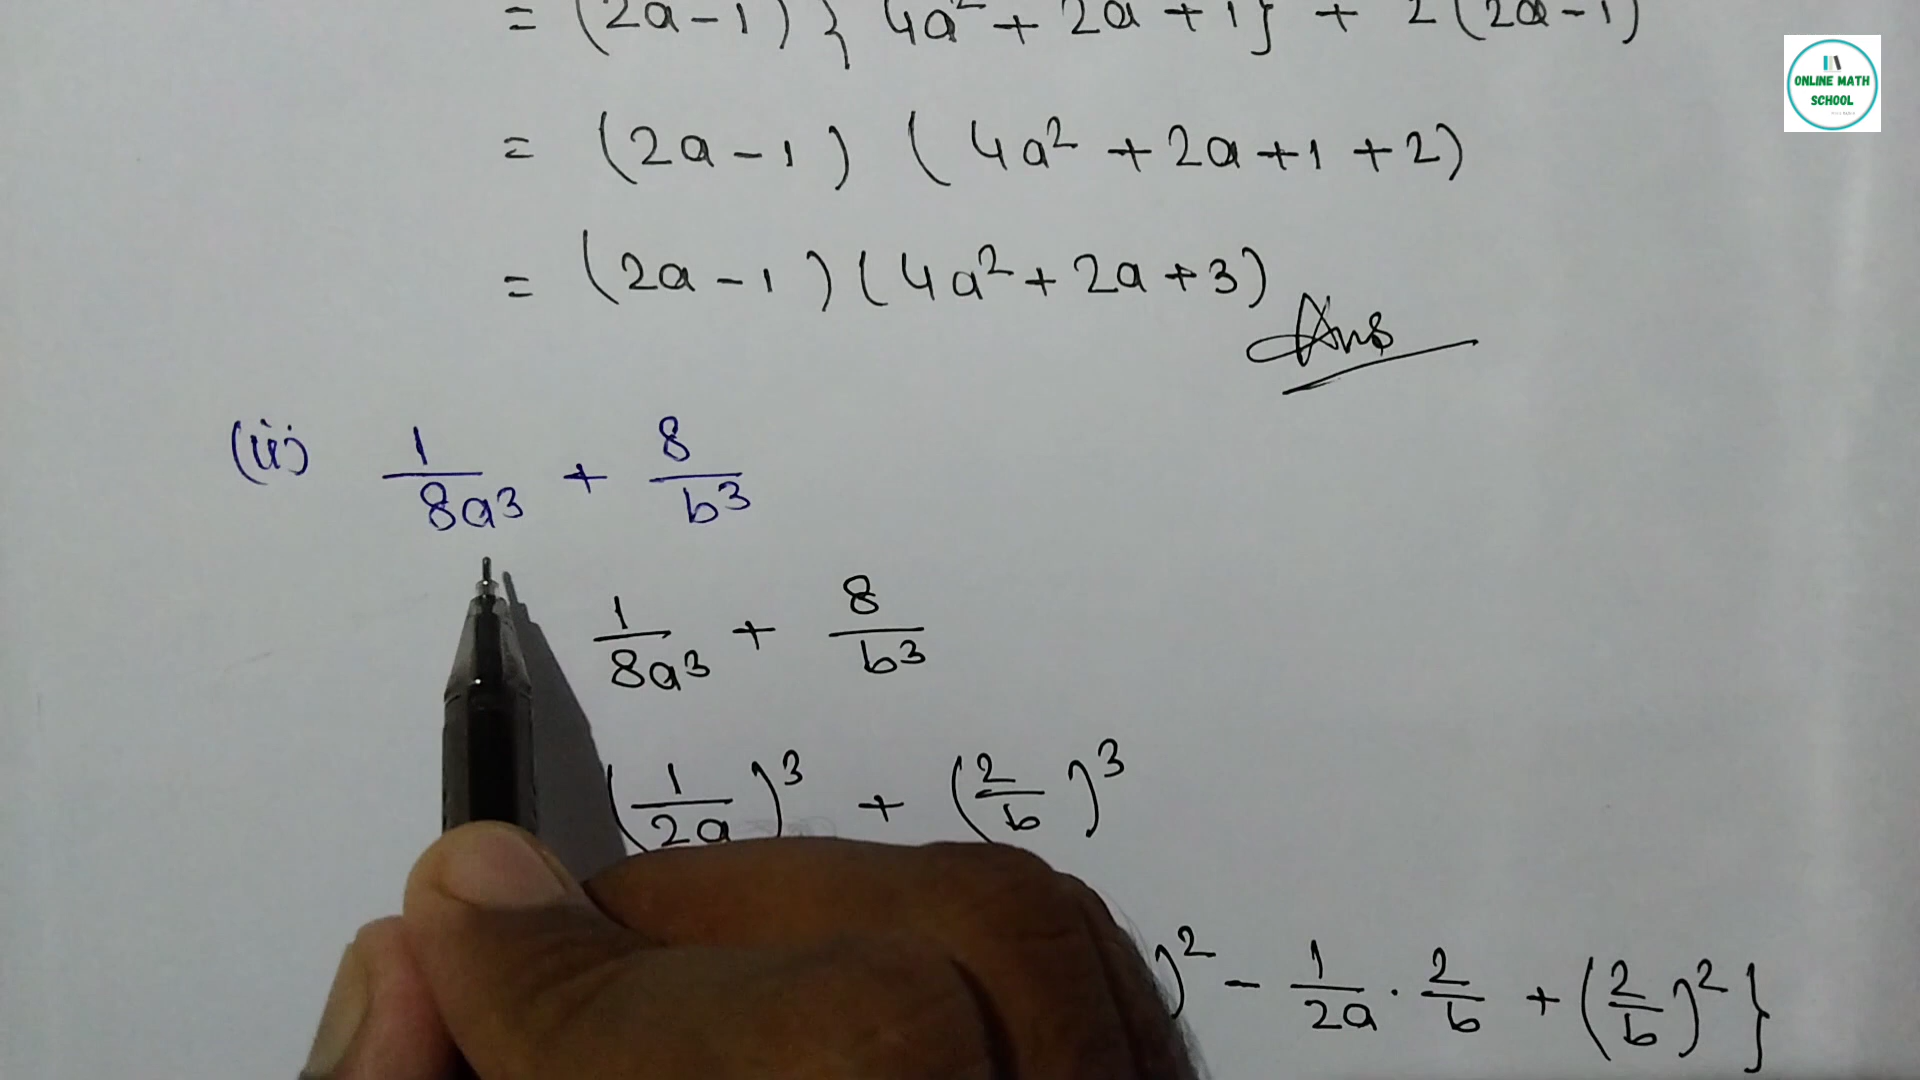 = (2a-1) { 4a² + 2a + 1} + 2(2a-1)
ONLINE MATH
SCHOOL
= (2a-1) (4a² + 2a + 1 + 2)
= (2a-1) (4a² + 2a + 3)
Ans
(ii) 1/8a³ + 8/b³
1/8a³ + 8/b³
(1/2a)³ + (2/b)³
)² - 1/2a · 2/b + (2/b)² }